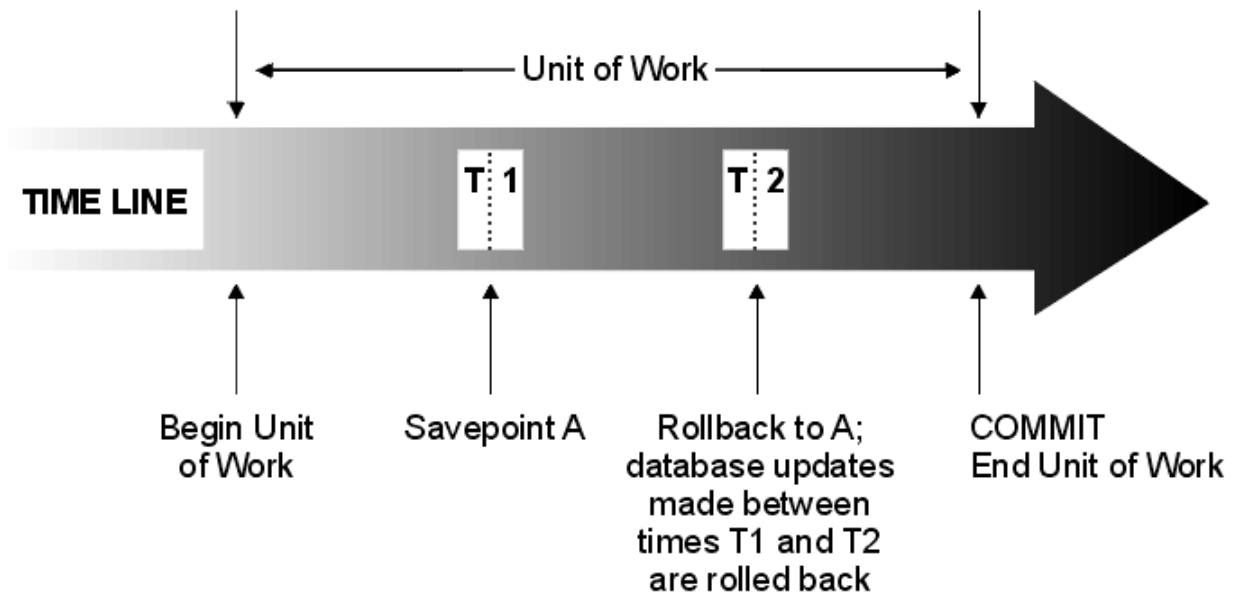 Unit of Work
TIME LINE
T 1
T 2
Begin Unit
of Work
Savepoint A
Rollback to A;
database updates
made between
times T1 and T2
are rolled back
COMMIT
End Unit of Work